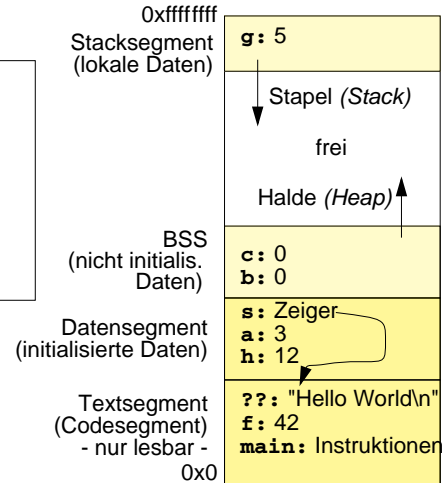 0xffffffff
Stacksegment
(lokale Daten)
g: 5
Stapel (Stack)
frei
Halde (Heap)
BSS
(nicht initialis.
Daten)
c: 0
b: 0
Datensegment
(initialisierte Daten)
s: Zeiger
a: 3
h: 12
Textsegment
(Codesegment)
- nur lesbar -
0x0
??: "Hello World\n"
f: 42
main: Instruktionen